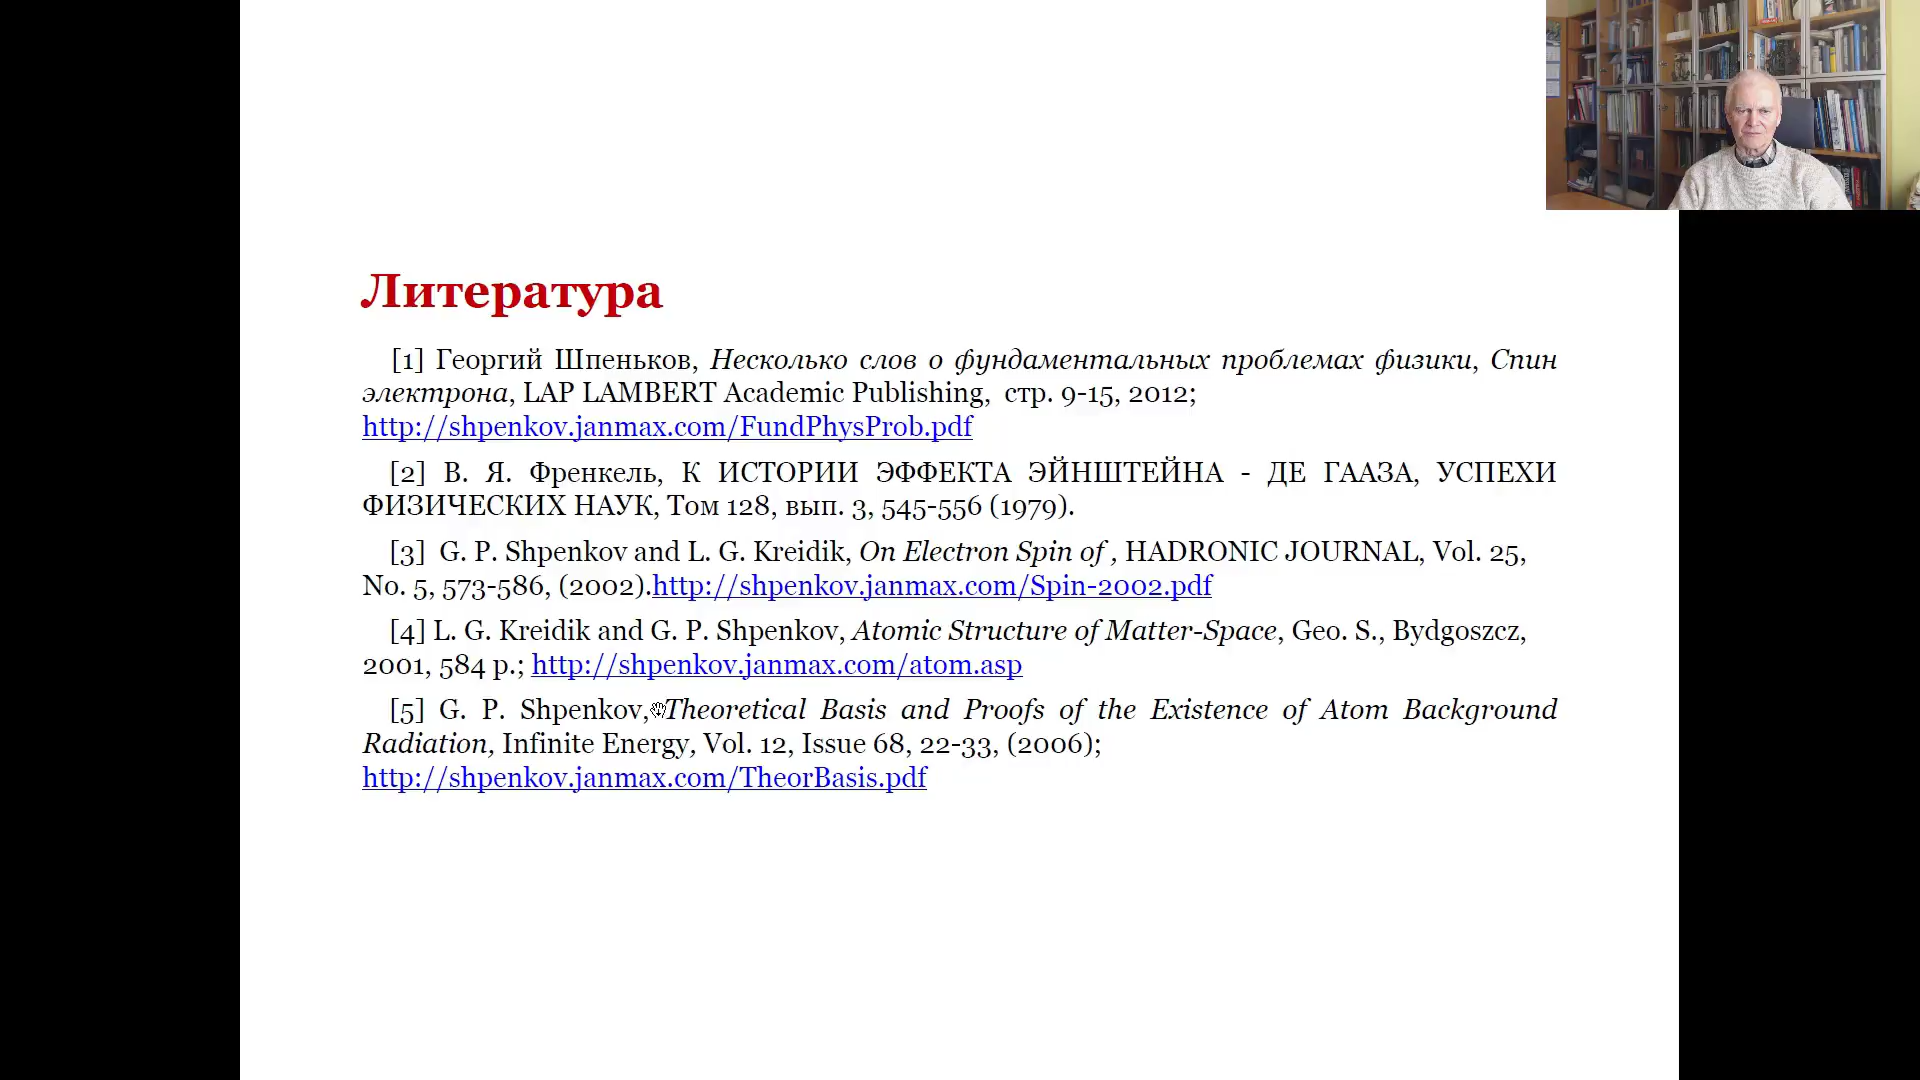 Литература
[1] Георгий Шпеньков, Несколько слов о фундаментальных проблемах физики, Спин
электрона, LAP LAMBERT Academic Publishing, стр. 9-15, 2012;
http://shpenkov.janmax.com/FundPhysProb.pdf
[2] В. Я. Френкель, К ИСТОРИИ ЭФФЕКТА ЭЙНШТЕЙНА - ДЕ ГААЗА, УСПЕХИ
ФИЗИЧЕСКИХ НАУК, Том 128, вып. 3, 545-556 (1979).
[3] G. P. Shpenkov and L. G. Kreidik, On Electron Spin of , HADRONIC JOURNAL, Vol. 25,
No. 5, 573-586, (2002).http://shpenkov.janmax.com/Spin-2002.pdf
[4] L. G. Kreidik and G. P. Shpenkov, Atomic Structure of Matter-Space, Geo. S., Bydgoszcz,
2001, 584 p.; http://shpenkov.janmax.com/atom.asp
[5] G. P. Shpenkov, Theoretical Basis and Proofs of the Existence of Atom Background
Radiation, Infinite Energy, Vol. 12, Issue 68, 22-33, (2006);
http://shpenkov.janmax.com/TheorBasis.pdf